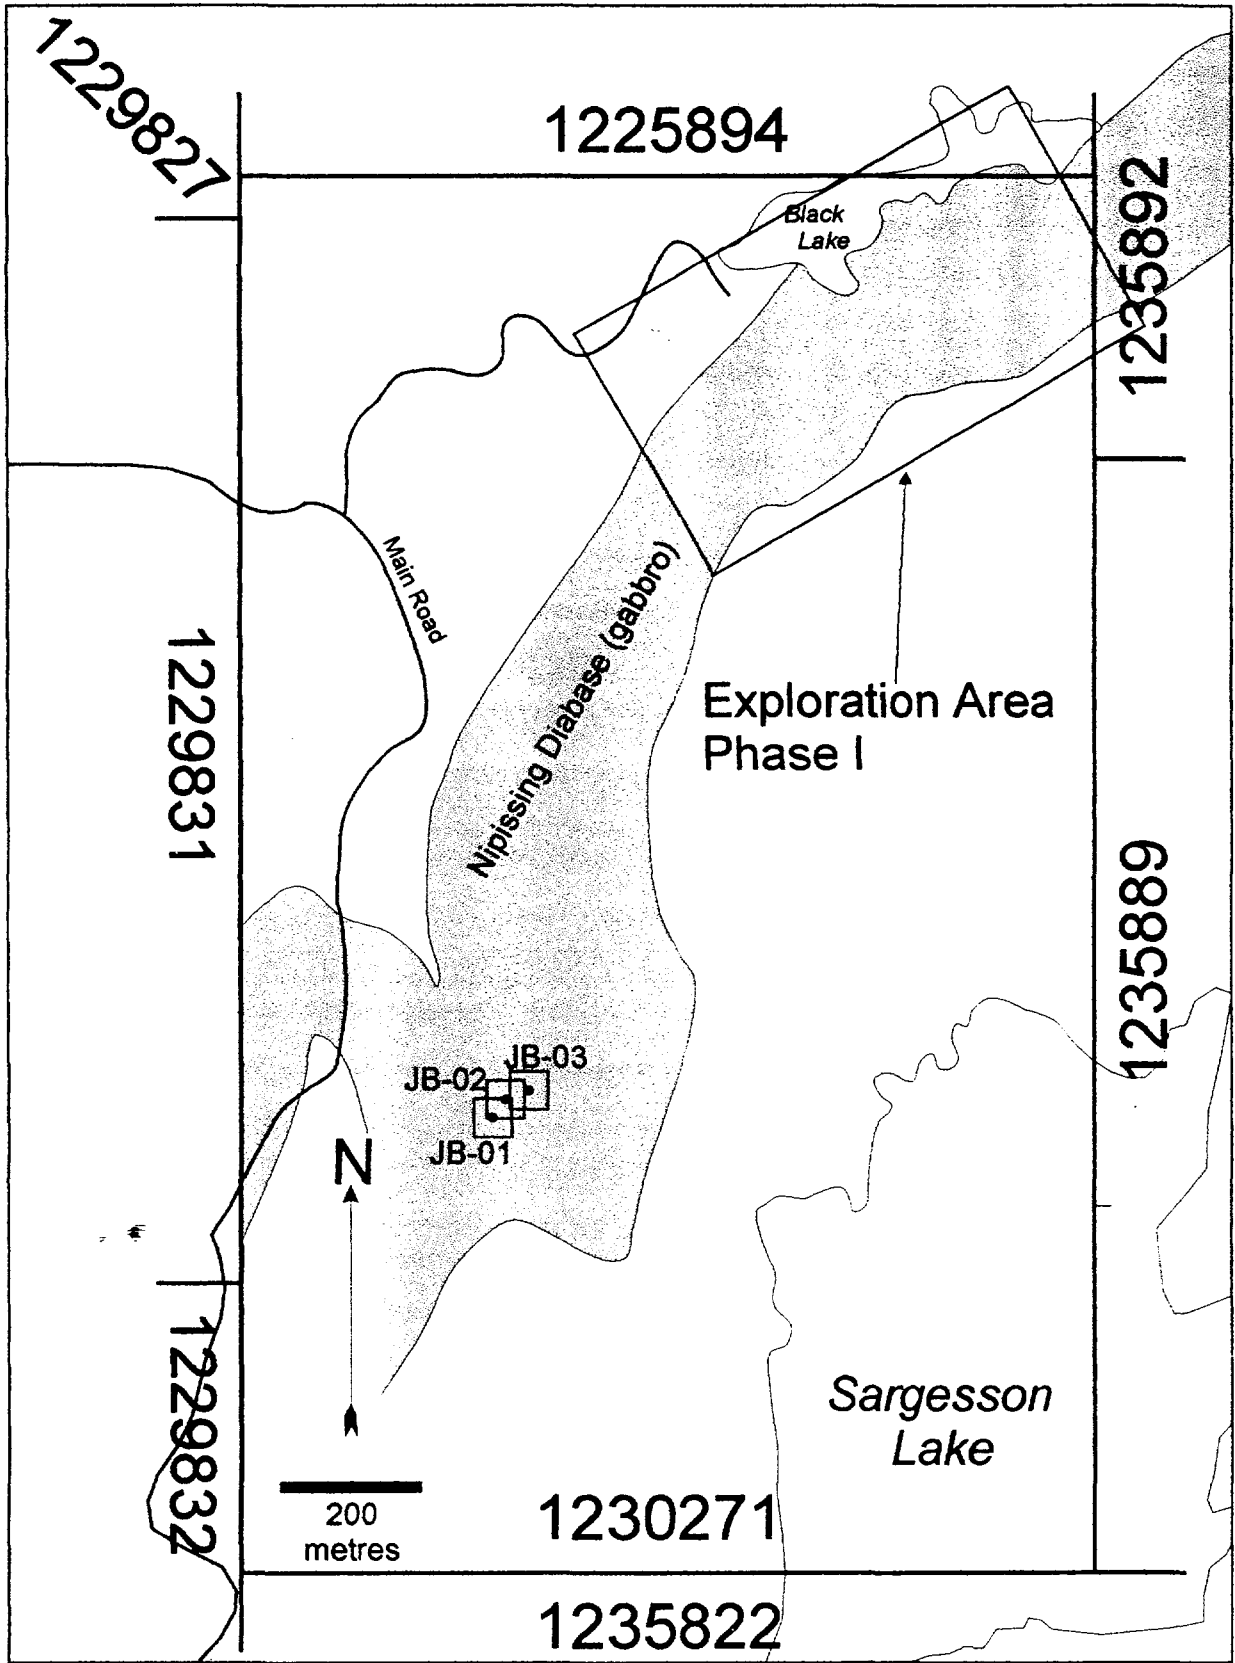 1229827
1225894
Black
Lake
1235892
Main Road
Nipissing Diabase (gabbro)
Exploration Area
Phase I
1229831
1235889
JB-03
JB-02
JB-01
N
Sargesson
Lake
1229832
200
metres
1230271
1235822